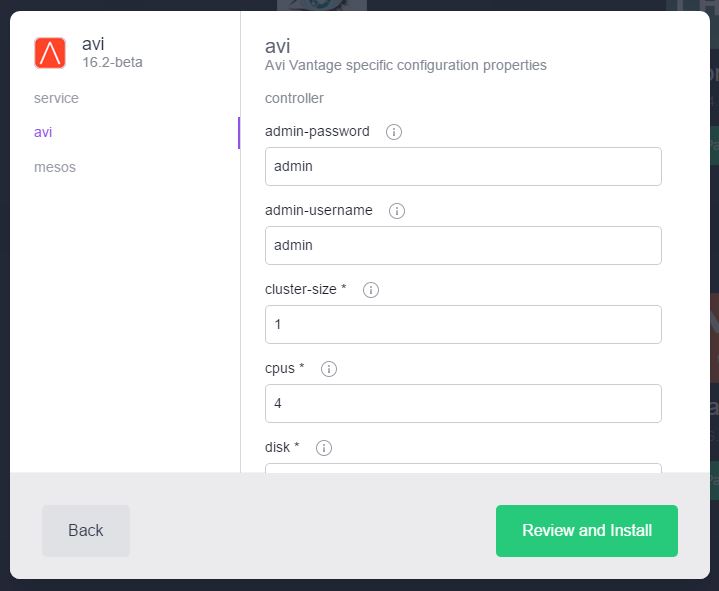 avi
16.2-beta
service
avi
mesos
avi
Avi Vantage specific configuration properties
controller
admin-password
admin
admin-username
admin
cluster-size *
1
cpus *
4
disk *
Back
Review and Install